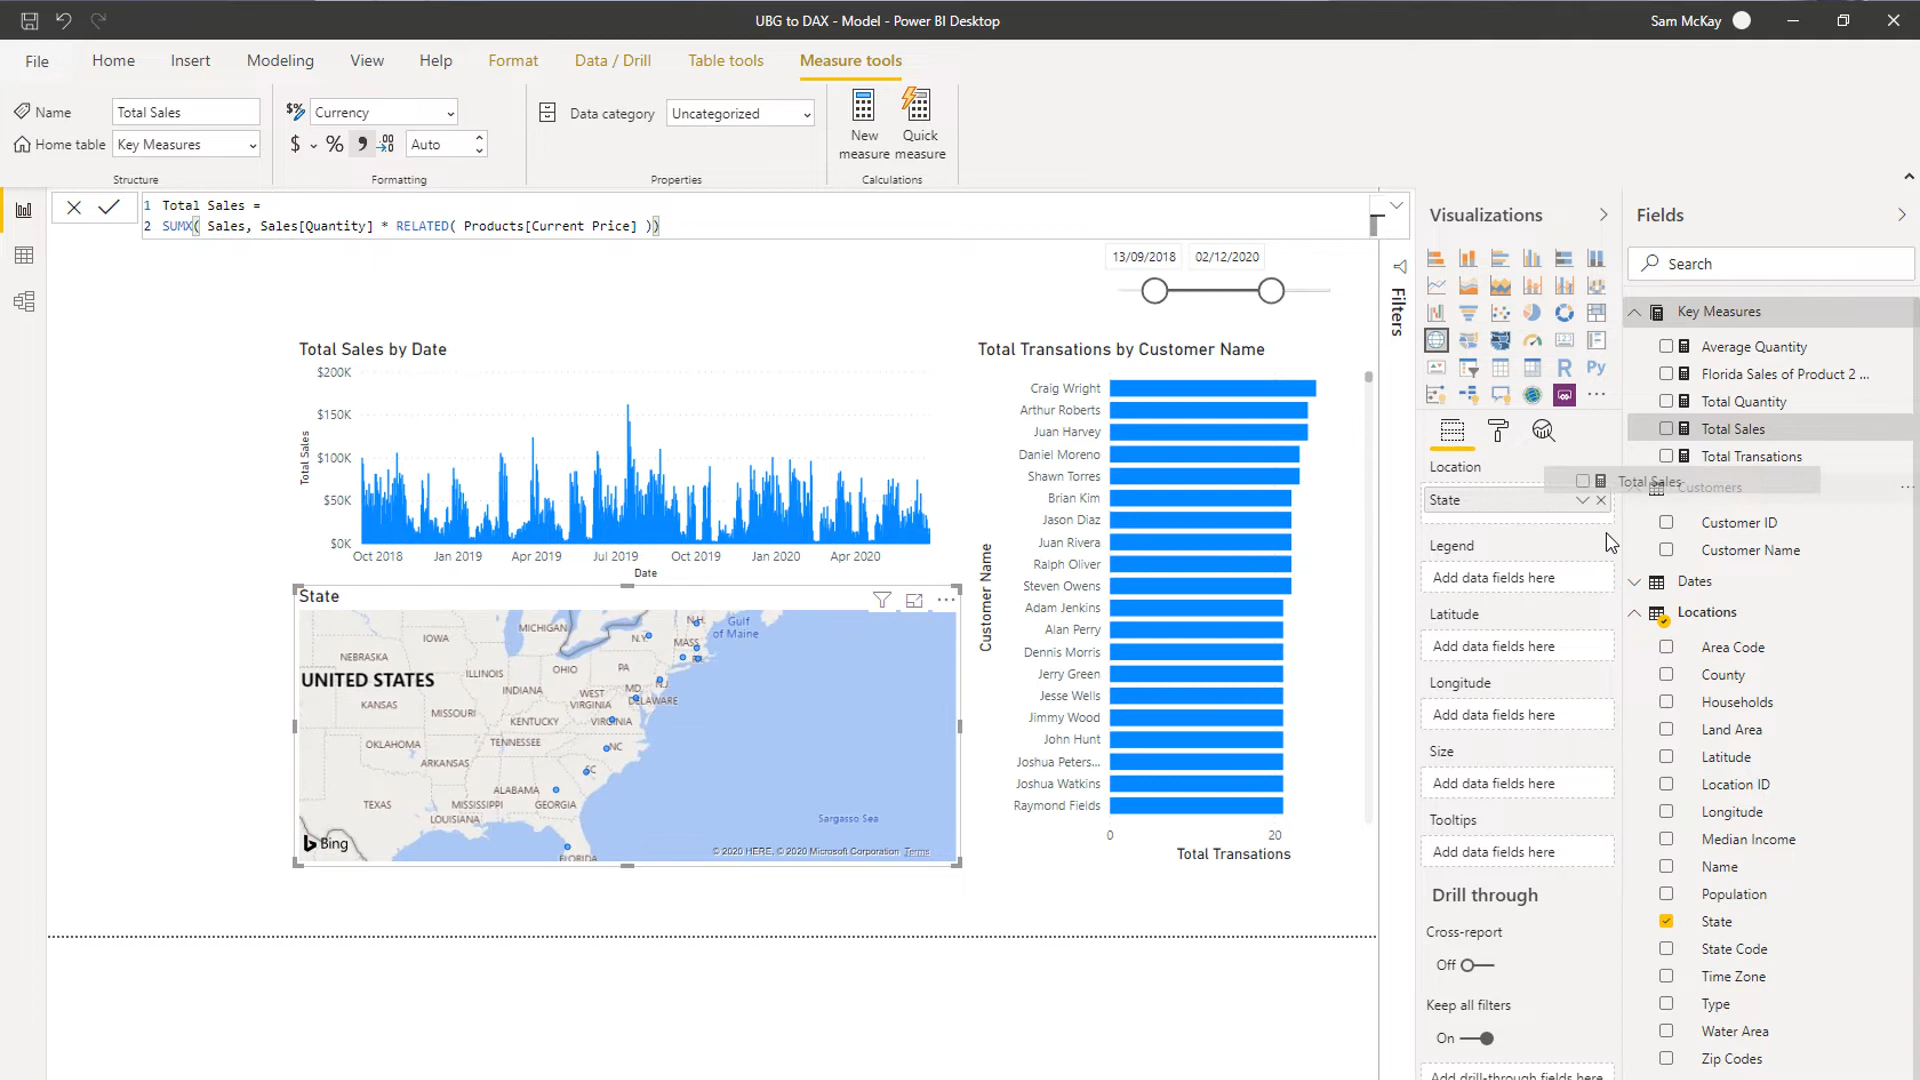 UBG to DAX - Model - Power BI Desktop
Sam McKay
File
Home
Insert
Modeling
View
Help
Format
Data / Drill
Table tools
Measure tools
Name
Total Sales
Home table
Key Measures
Structure
$%
Currency
$
%
,
.00
Auto
Formatting
Data category
Uncategorized
Properties
New
measure
Quick
measure
Calculations
1 Total Sales =
2 SUMX( Sales, Sales[Quantity] * RELATED( Products[Current Price] ))
13/09/2018
02/12/2020
Total Sales by Date
$200K
$150K
$100K
$50K
$0K
Total Sales
Oct 2018
Jan 2019
Apr 2019
Jul 2019
Oct 2019
Jan 2020
Apr 2020
Date
State
MICHIGAN
N.H.
Gulf
of Maine
IOWA
N.Y.
MASS
NEBRASKA
ILLINOIS
OHIO
PA
UNITED STATES
INDIANA
WEST
VIRGINIA
MD
N.J.
DELAWARE
KANSAS
MISSOURI
KENTUCKY
VIRGINIA
OKLAHOMA
TENNESSEE
NC
ARKANSAS
SC
ALABAMA
GEORGIA
TEXAS
MISSISSIPPI
LOUISIANA
Sargasso Sea
Bing
FLORIDA
© 2020 HERE, © 2020 Microsoft Corporation Terms
Total Transations by Customer Name
Customer Name
Craig Wright
Arthur Roberts
Juan Harvey
Daniel Moreno
Shawn Torres
Brian Kim
Jason Diaz
Juan Rivera
Ralph Oliver
Steven Owens
Adam Jenkins
Alan Perry
Dennis Morris
Jerry Green
Jesse Wells
Jimmy Wood
John Hunt
Joshua Peters...
Joshua Watkins
Raymond Fields
0
20
Total Transations
Filters
Visualizations
R
Py
Location
State
Legend
Add data fields here
Latitude
Add data fields here
Longitude
Add data fields here
Size
Add data fields here
Tooltips
Add data fields here
Drill through
Cross-report
Off
Keep all filters
On
Add drill-through fields here
Fields
Search
Key Measures
Average Quantity
Florida Sales of Product 2 ...
Total Quantity
Total Sales
Total Transations
Total Sales
Customers
Customer ID
Customer Name
Dates
Locations
Area Code
County
Households
Land Area
Latitude
Location ID
Longitude
Median Income
Name
Population
State
State Code
Time Zone
Type
Water Area
Zip Codes